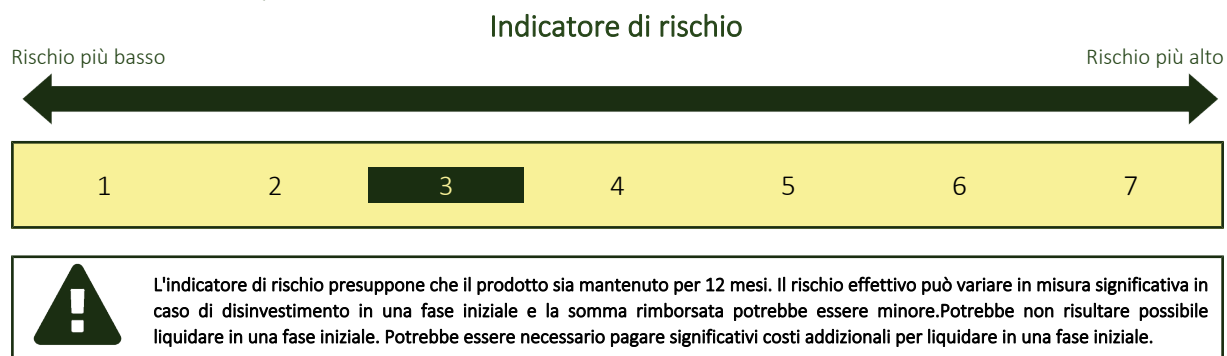 Indicatore di rischio
Rischio più basso
Rischio più alto
1 2 3 4 5 6 7
L'indicatore di rischio presuppone che il prodotto sia mantenuto per 12 mesi. Il rischio effettivo può variare in misura significativa in
caso di disinvestimento in una fase iniziale e la somma rimborsata potrebbe essere minore.Potrebbe non risultare possibile
liquidare in una fase iniziale. Potrebbe essere necessario pagare significativi costi addizionali per liquidare in una fase iniziale.